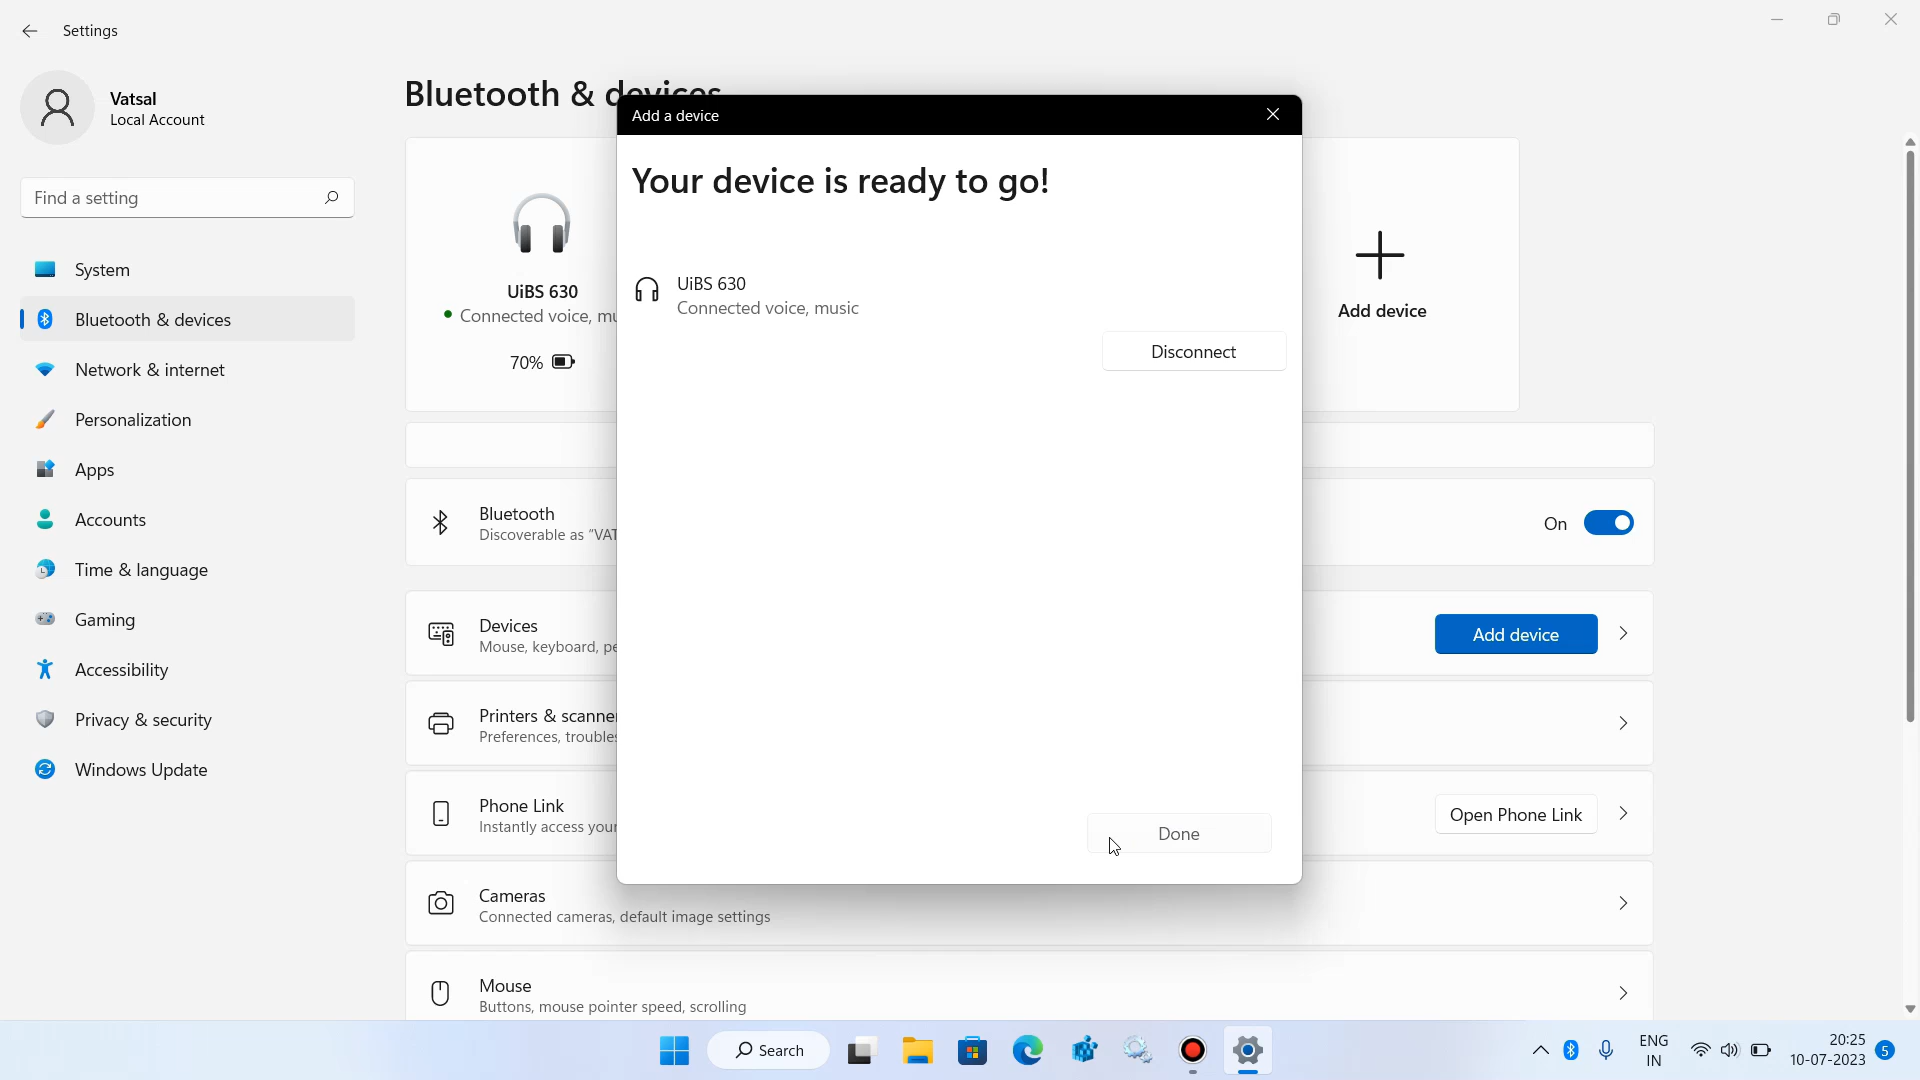 Settings
Vatsal
Local Account
Find a setting
System
Bluetooth & devices
Network & internet
Personalization
Apps
Accounts
Time & language
Gaming
Accessibility
Privacy & security
Windows Update
Bluetooth & devices
UiBS 630
Connected voice, mu
70%
Add device
Bluetooth
Discoverable as "VAT
On
Devices
Mouse, keyboard, pe
Add device
Printers & scanner
Preferences, troubles
Phone Link
Instantly access your
Open Phone Link
Cameras
Connected cameras, default image settings
Mouse
Buttons, mouse pointer speed, scrolling
Add a device
Your device is ready to go!
UiBS 630
Connected voice, music
Disconnect
Done
Search
ENG
IN
20:25
10-07-2023
5